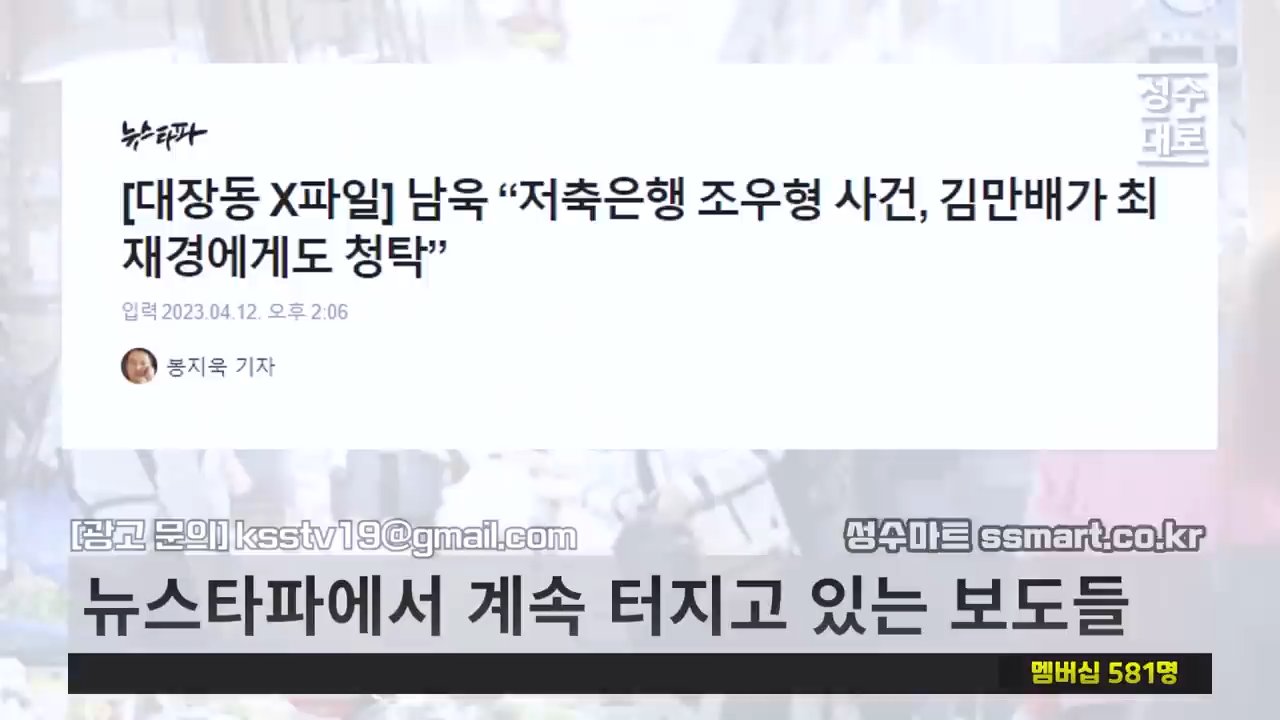 성수
대로
뉴스타파
[대장동 X파일] 남욱 “저축은행 조우형 사건, 김만배가 최
재경에게도 청탁”
입력 2023.04.12. 오후 2:06
봉지욱 기자
[광고 문의] ksstv19@gmail.com
성수마트 ssmart.co.kr
뉴스타파에서 계속 터지고 있는 보도들
멤버십 581명